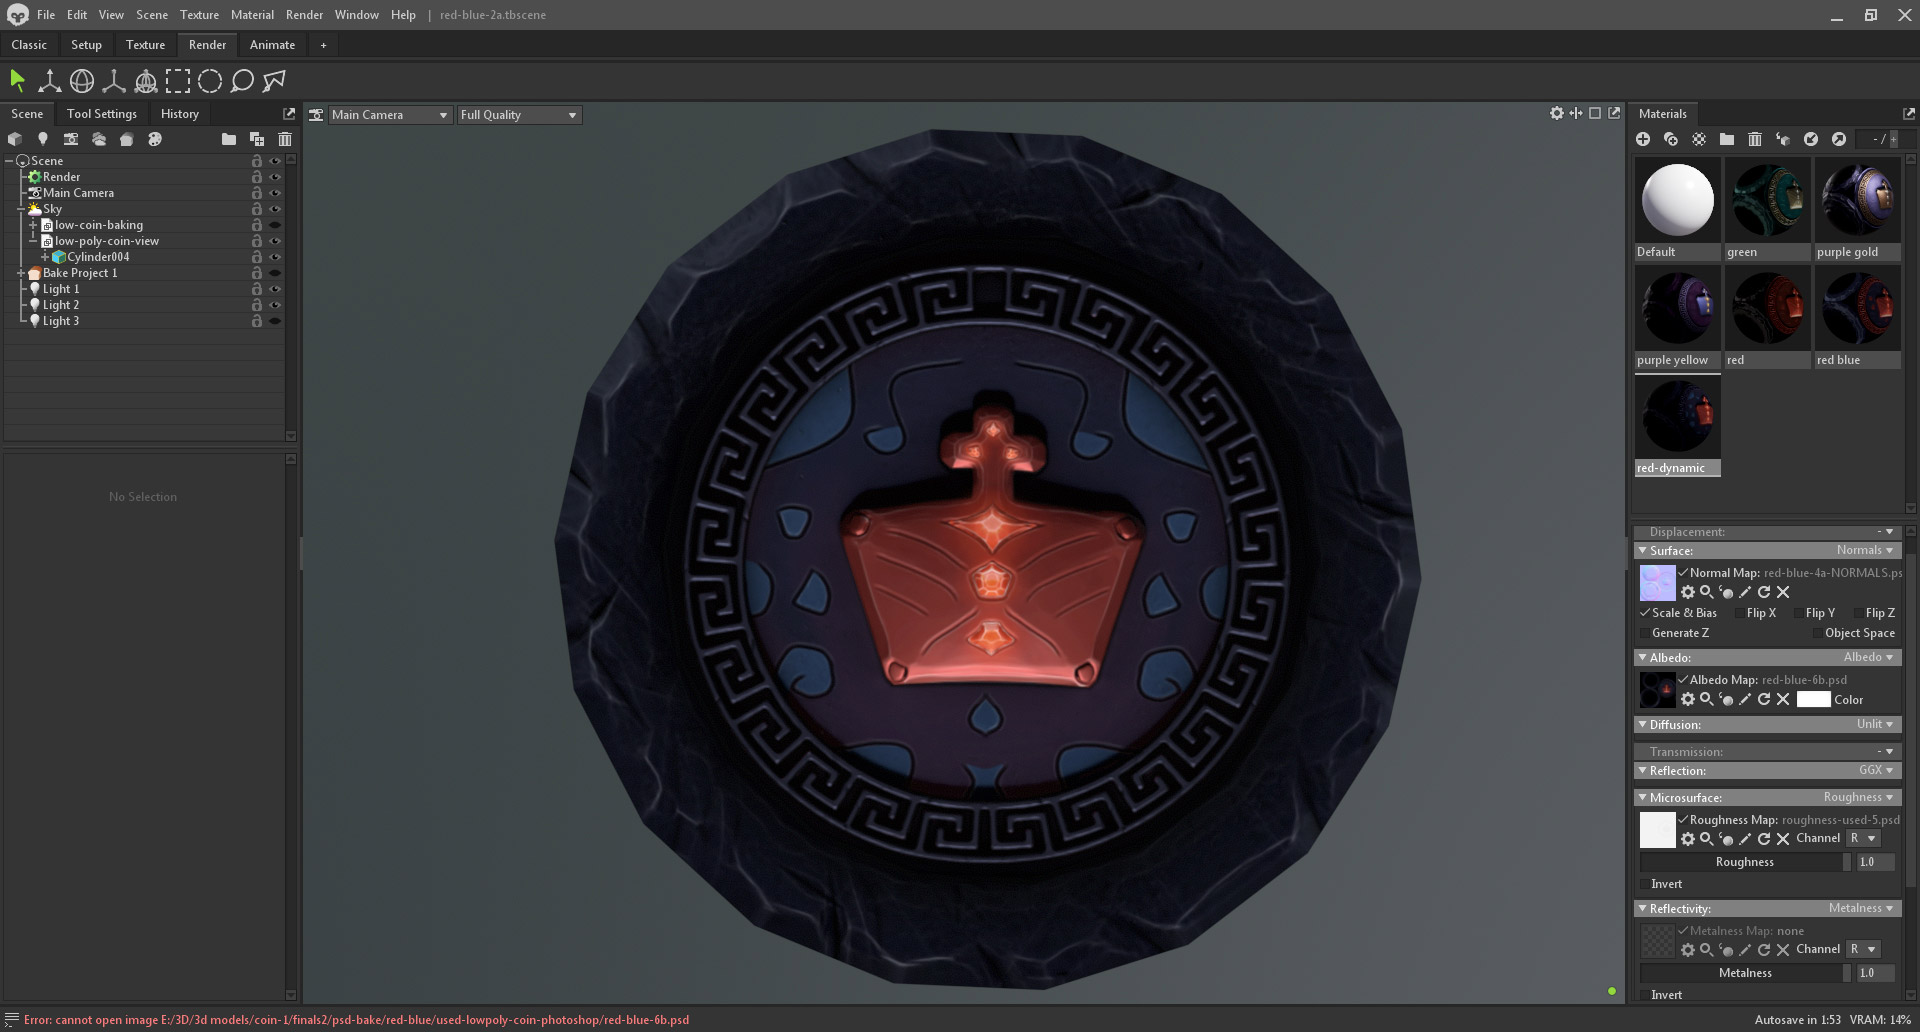 File Edit View Scene Texture Material Render Window Help | red-blue-2a.tbscene
Classic Setup Texture Render Animate +
Scene Tool Settings History
Main Camera Full Quality
Materials
- / +
Scene
Render
Main Camera
Sky
low-coin-baking
low-poly-coin-view
Cylinder004
Bake Project 1
Light 1
Light 2
Light 3
No Selection
Default green purple gold
purple yellow red red blue
red-dynamic
Displacement: -
Surface: Normals
Normal Map: red-blue-4a-NORMALS.ps
Scale & Bias Flip X Flip Y Flip Z
Generate Z Object Space
Albedo: Albedo
Albedo Map: red-blue-6b.psd
Color
Diffusion: Unlit
Transmission: -
Reflection: GGX
Microsurface: Roughness
Roughness Map: roughness-used-5.psd
Channel R
Roughness 1.0
Invert
Reflectivity: Metalness
Metalness Map: none
Channel R
Metalness 1.0
Invert
Error: cannot open image E:/3D/3d models/coin-1/finals2/psd-bake/red-blue/used-lowpoly-coin-photoshop/red-blue-6b.psd
Autosave in 1:53 VRAM: 14%